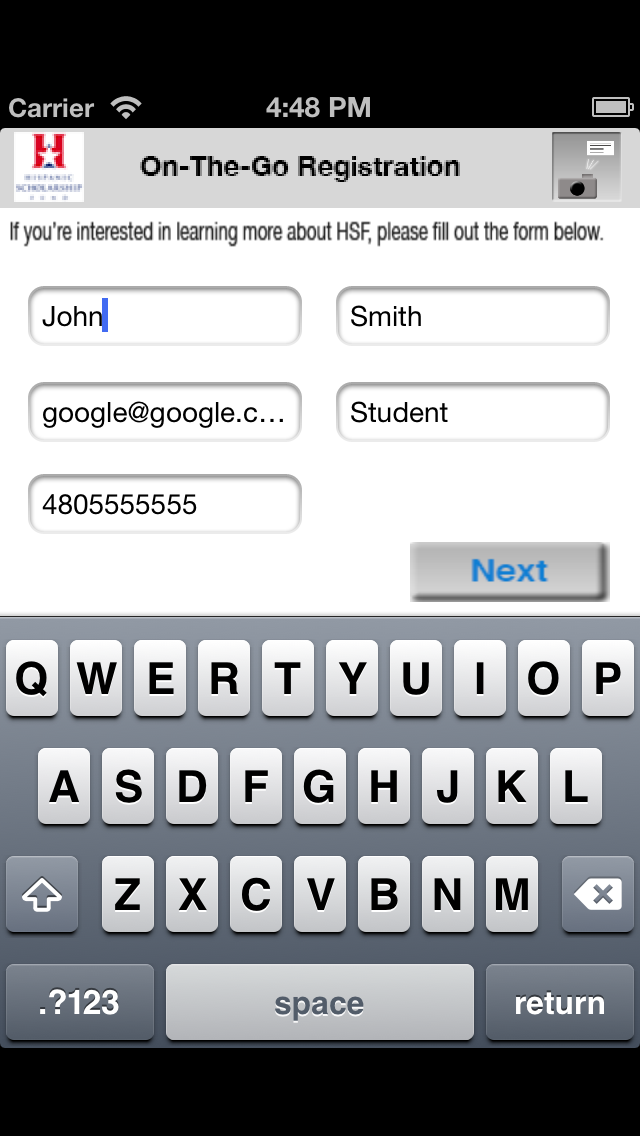 Carrier 4:48 PM
H
HISPANIC
SCHOLARSHIP
FUND
On-The-Go Registration
If you're interested in learning more about HSF, please fill out the form below.
John Smith
google@google.c... Student
4805555555
Next
Q W E R T Y U I O P
A S D F G H J K L
Z X C V B N M
.?123 space return